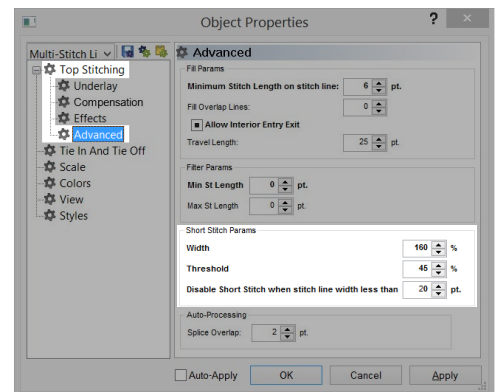 Object Properties
?
×
Multi-Stitch Li
Top Stitching
Underlay
Compensation
Effects
Advanced
Tie In And Tie Off
Scale
Colors
View
Styles
Advanced
Fill Params
Minimum Stitch Length on stitch line: 6 pt.
Fill Overlap Lines: 0
Allow Interior Entry Exit
Travel Length: 25 pt.
Filter Params
Min St Length 0 pt.
Max St Length 0 pt.
Short Stitch Params
Width 160 %
Threshold 45 %
Disable Short Stitch when stitch line width less than 20 pt.
Auto-Processing
Splice Overlap: 2 pt.
Auto-Apply OK Cancel Apply